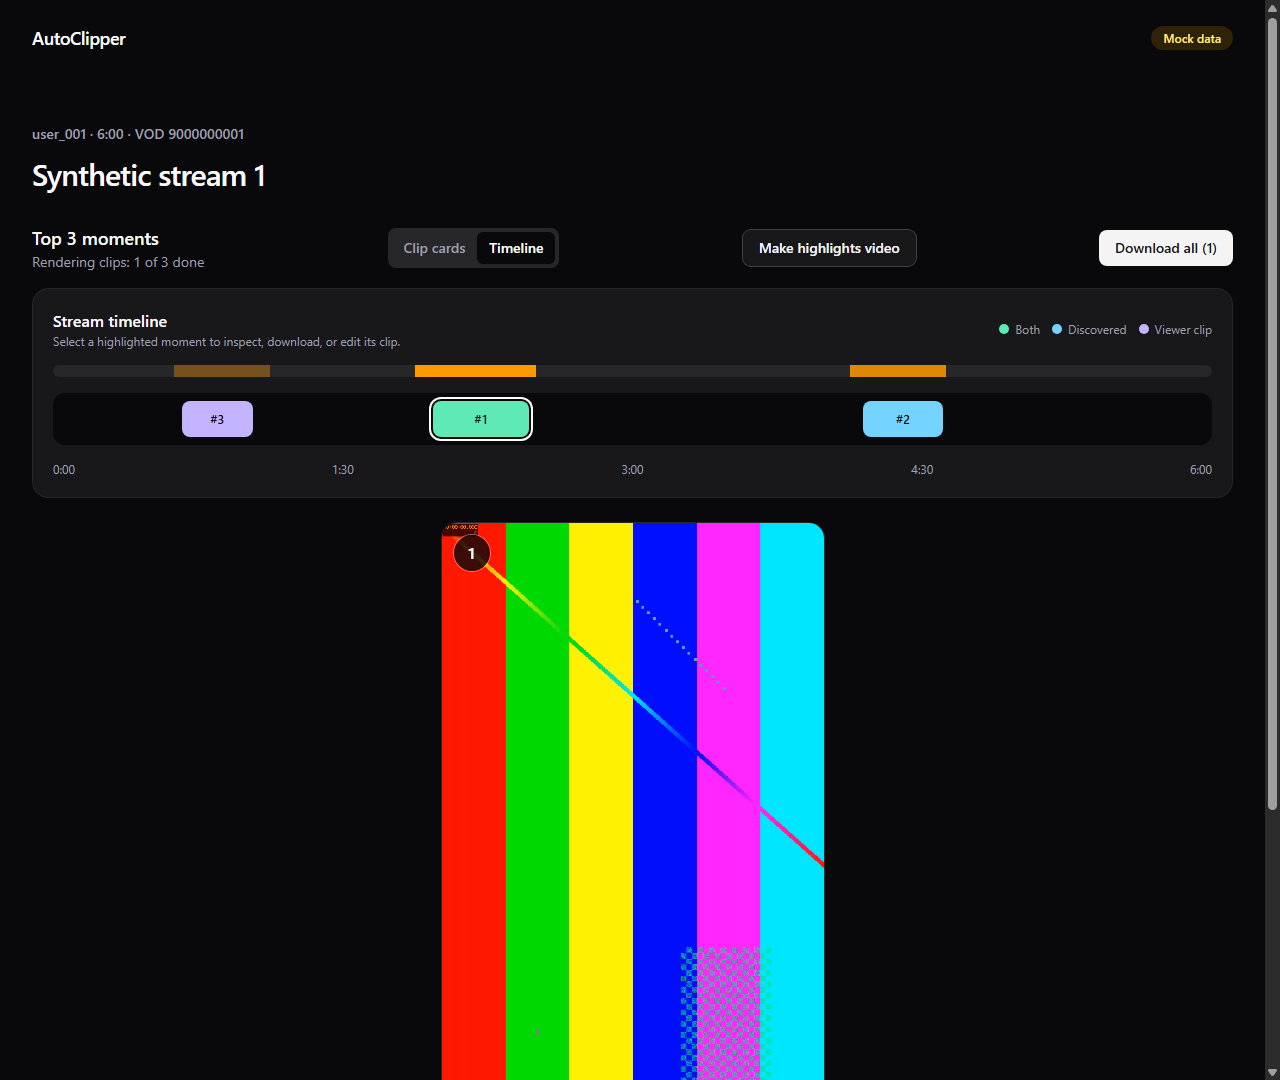 AutoClipper
Mock data
user_001 · 6:00 · VOD 9000000001
Synthetic stream 1
Top 3 moments
Rendering clips: 1 of 3 done
Clip cards
Timeline
Make highlights video
Download all (1)
Stream timeline
Select a highlighted moment to inspect, download, or edit its clip.
Both
Discovered
Viewer clip
#3
#1
#2
0:00
1:30
3:00
4:30
6:00
1